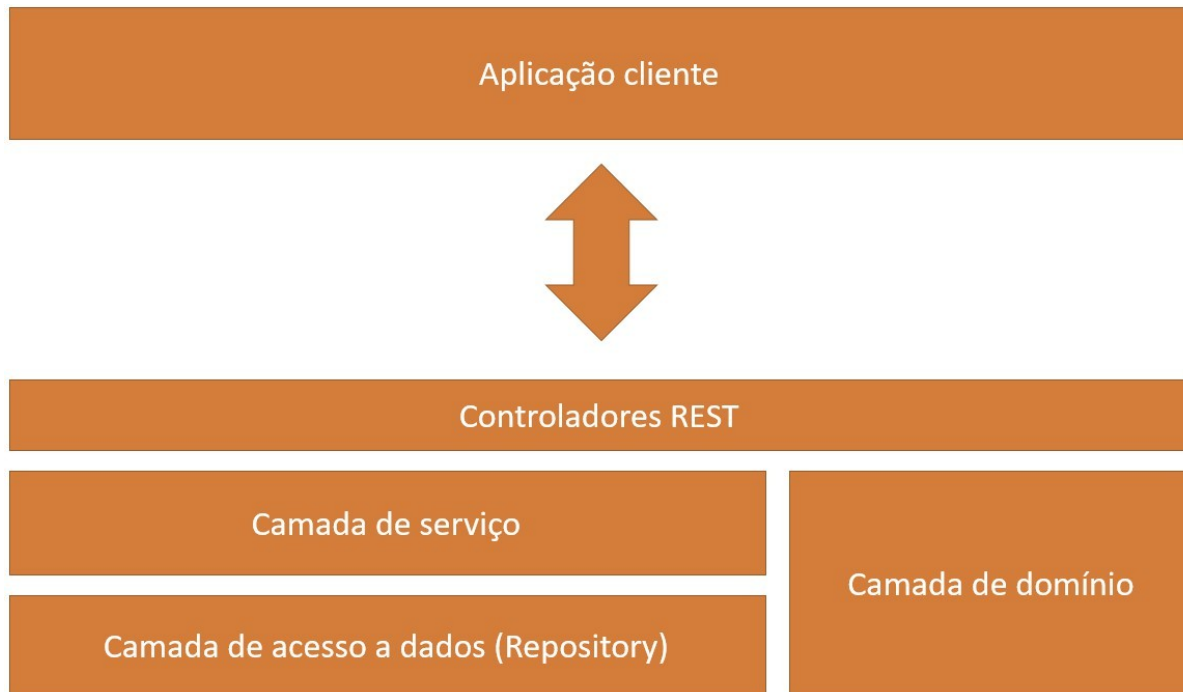 Aplicação cliente
Controladores REST
Camada de serviço
Camada de domínio
Camada de acesso a dados (Repository)